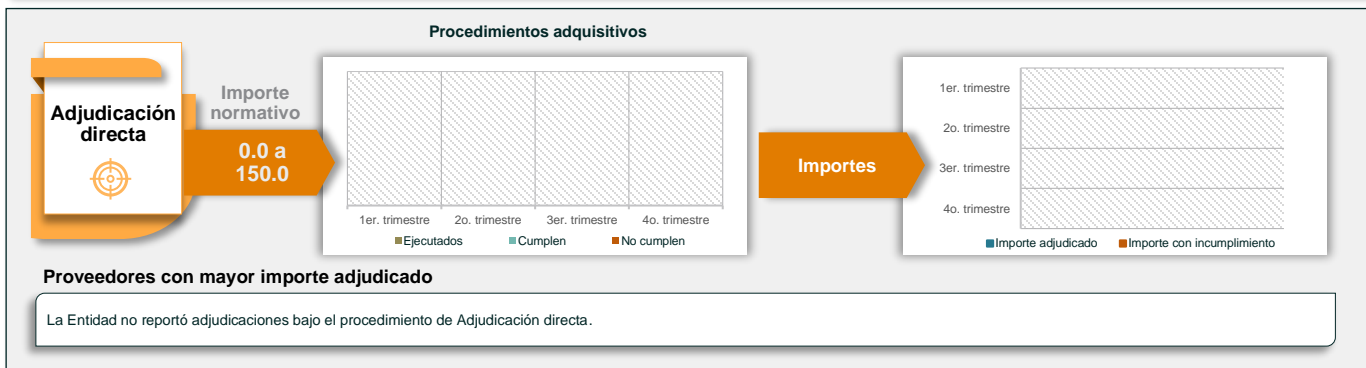 Procedimientos adquisitivos
Adjudicación
directa
Importe
normativo
0.0 a
150.0
1er. trimestre
2o. trimestre
3er. trimestre
4o. trimestre
Ejecutados
Cumplen
No cumplen
Importes
1er. trimestre
2o. trimestre
3er. trimestre
4o. trimestre
Importe adjudicado
Importe con incumplimiento
Proveedores con mayor importe adjudicado
La Entidad no reportó adjudicaciones bajo el procedimiento de Adjudicación directa.